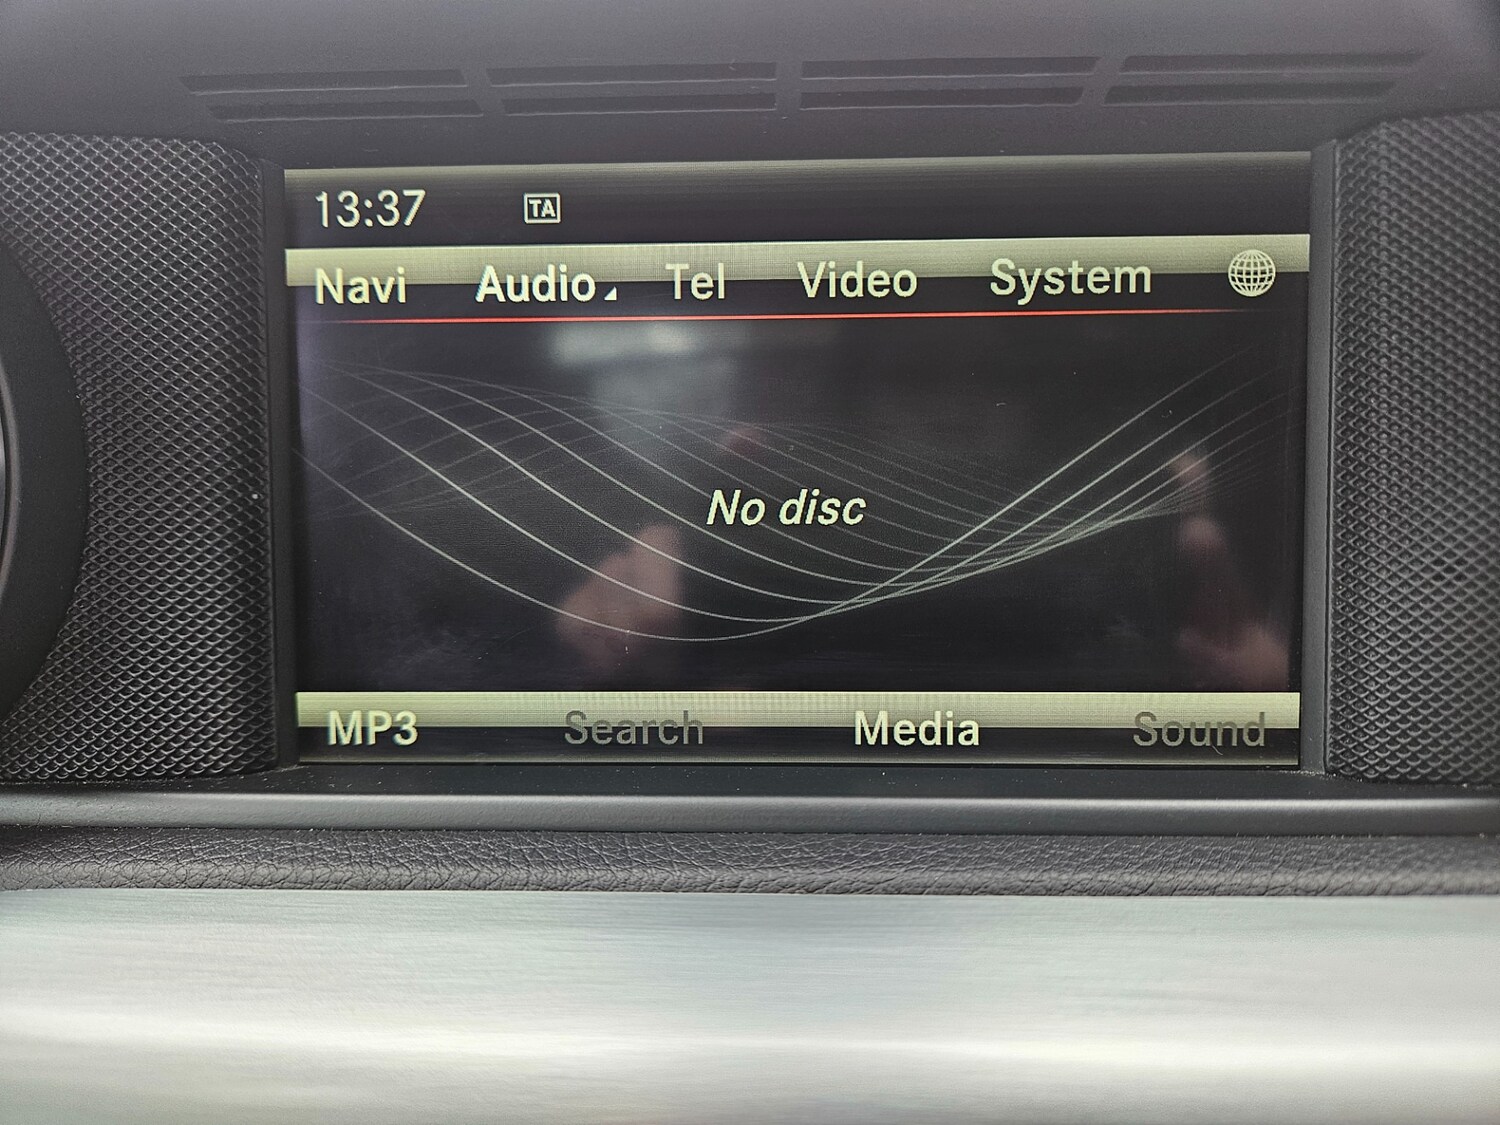 13:37 TA
Navi Audio Tel Video System
No disc
MP3 Search Media Sound